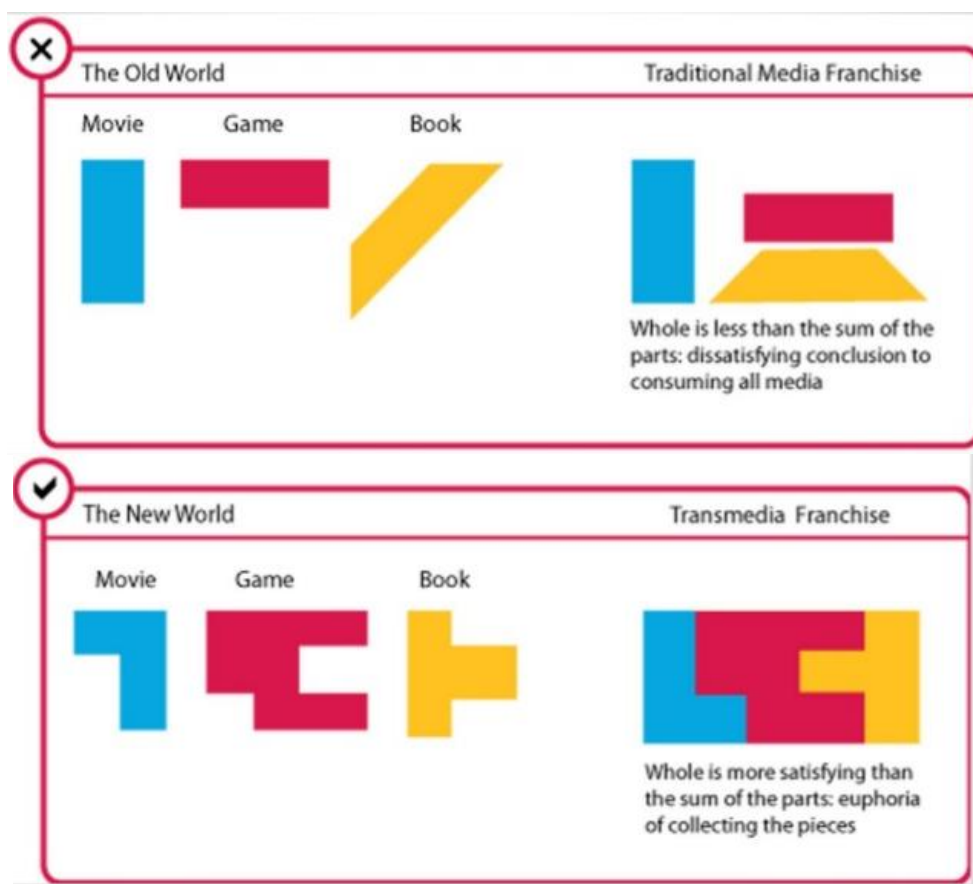 The Old World
Traditional Media Franchise
Movie
Game
Book
Whole is less than the sum of the
parts: dissatisfying conclusion to
consuming all media
The New World
Transmedia Franchise
Movie
Game
Book
Whole is more satisfying than
the sum of the parts: euphoria
of collecting the pieces